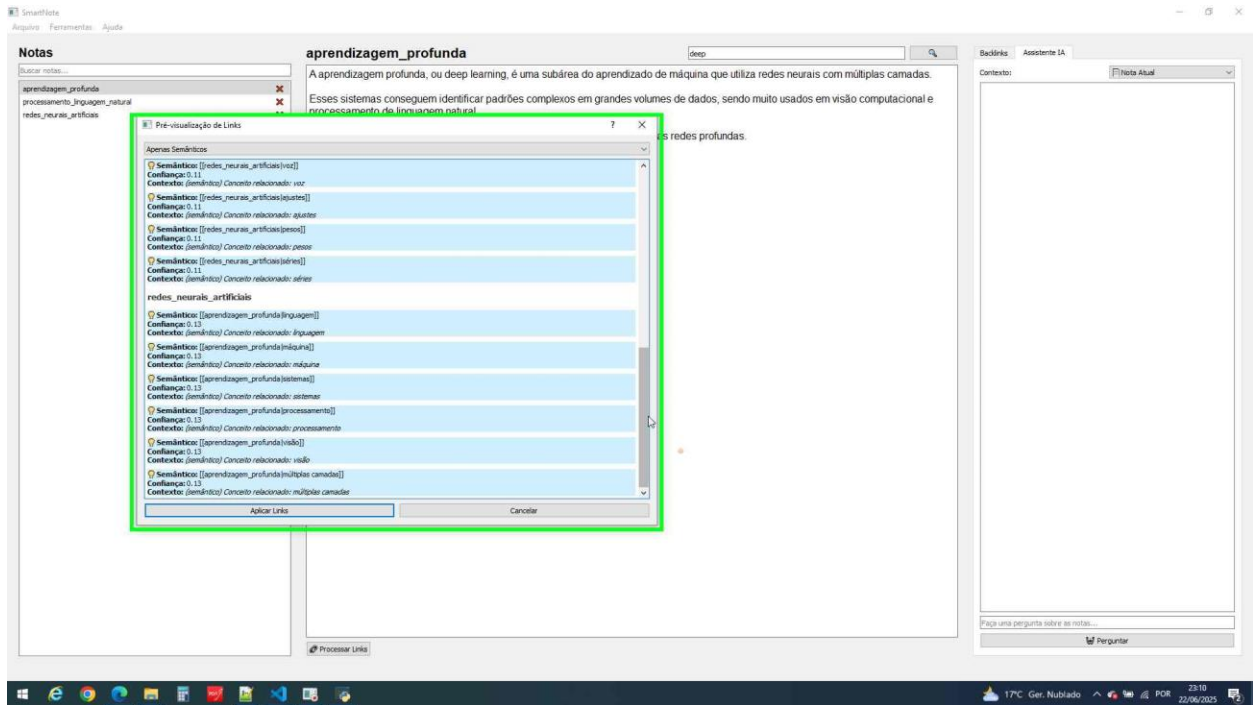 SmartNote
Arquivo Ferramentas Ajuda
Notas
Buscar notas...
aprendizagem_profunda
processamento_linguagem_natural
redes_neurais_artificiais
aprendizagem_profunda
deep
A aprendizagem profunda, ou deep learning, é uma subárea do aprendizado de máquina que utiliza redes neurais com múltiplas camadas.
Esses sistemas conseguem identificar padrões complexos em grandes volumes de dados, sendo muito usados em visão computacional e
processamento de linguagem natural
redes profundas.
Pré-visualização de Links
Apenas Semânticos
Semântico: [[redes_neurais_artificiais|voz]]
Confiança: 0.11
Contexto: (semântico) Conceito relacionado: voz
Semântico: [[redes_neurais_artificiais|ajustes]]
Confiança: 0.11
Contexto: (semântico) Conceito relacionado: ajustes
Semântico: [[redes_neurais_artificiais|pesos]]
Confiança: 0.11
Contexto: (semântico) Conceito relacionado: pesos
Semântico: [[redes_neurais_artificiais|séries]]
Confiança: 0.11
Contexto: (semântico) Conceito relacionado: séries
redes_neurais_artificiais
Semântico: [[aprendizagem_profunda|linguagem]]
Confiança: 0.13
Contexto: (semântico) Conceito relacionado: linguagem
Semântico: [[aprendizagem_profunda|máquina]]
Confiança: 0.13
Contexto: (semântico) Conceito relacionado: máquina
Semântico: [[aprendizagem_profunda|sistemas]]
Confiança: 0.13
Contexto: (semântico) Conceito relacionado: sistemas
Semântico: [[aprendizagem_profunda|processamento]]
Confiança: 0.13
Contexto: (semântico) Conceito relacionado: processamento
Semântico: [[aprendizagem_profunda|visão]]
Confiança: 0.13
Contexto: (semântico) Conceito relacionado: visão
Semântico: [[aprendizagem_profunda|múltiplas camadas]]
Confiança: 0.13
Contexto: (semântico) Conceito relacionado: múltiplas camadas
Aplicar Links
Cancelar
Processar Links
Backlinks Assistente IA
Contexto: Nota Atual
Faça uma pergunta sobre as notas...
Perguntar
17°C Ger. Nublado POR
23:10
22/06/2025